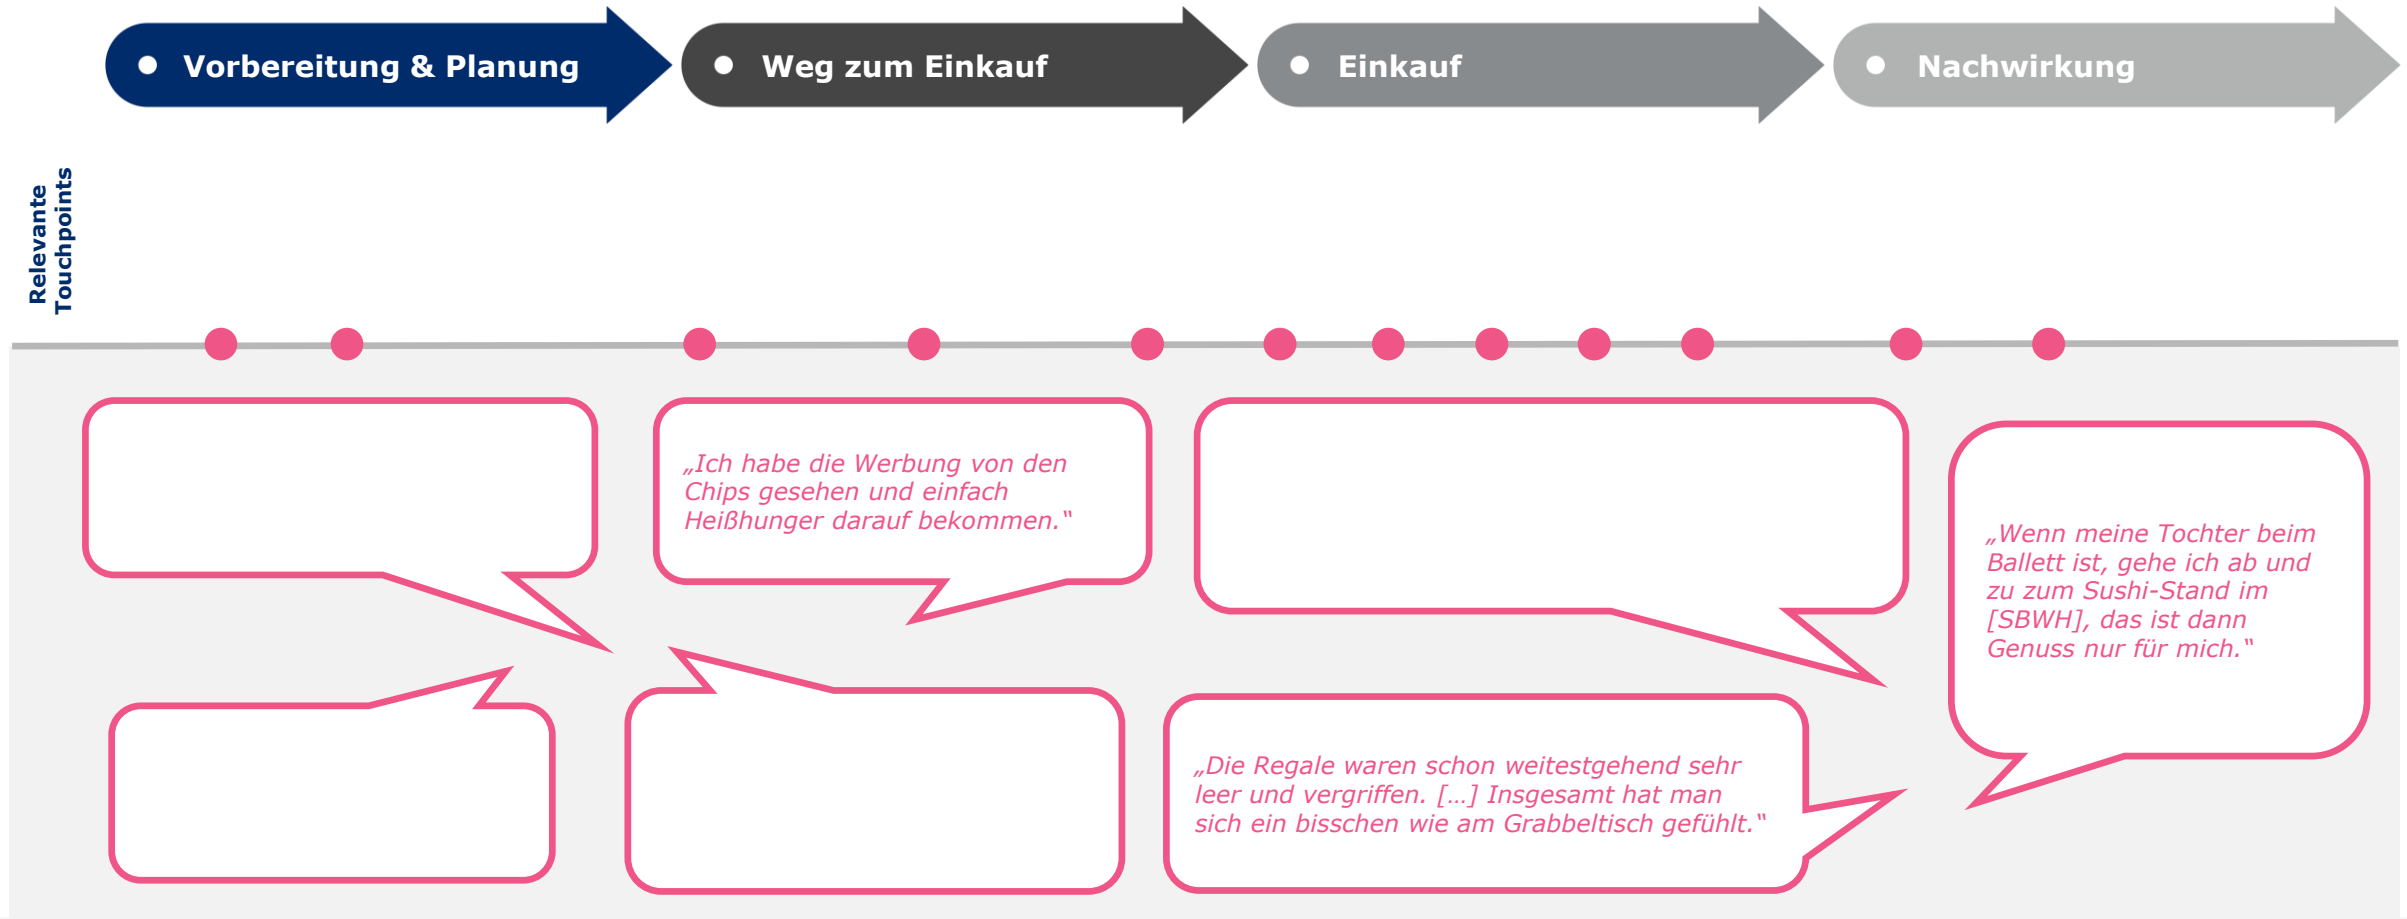 Vorbereitung & Planung
Weg zum Einkauf
Einkauf
Nachwirkung
Relevante
Touchpoints
„Ich habe die Werbung von den
Chips gesehen und einfach
Heißhunger darauf bekommen.“
„Wenn meine Tochter beim
Ballett ist, gehe ich ab und
zu zum Sushi-Stand im
[SBWH], das ist dann
Genuss nur für mich.“
„Die Regale waren schon weitestgehend sehr
leer und vergriffen. […] Insgesamt hat man
sich ein bisschen wie am Grabbeltisch gefühlt.“